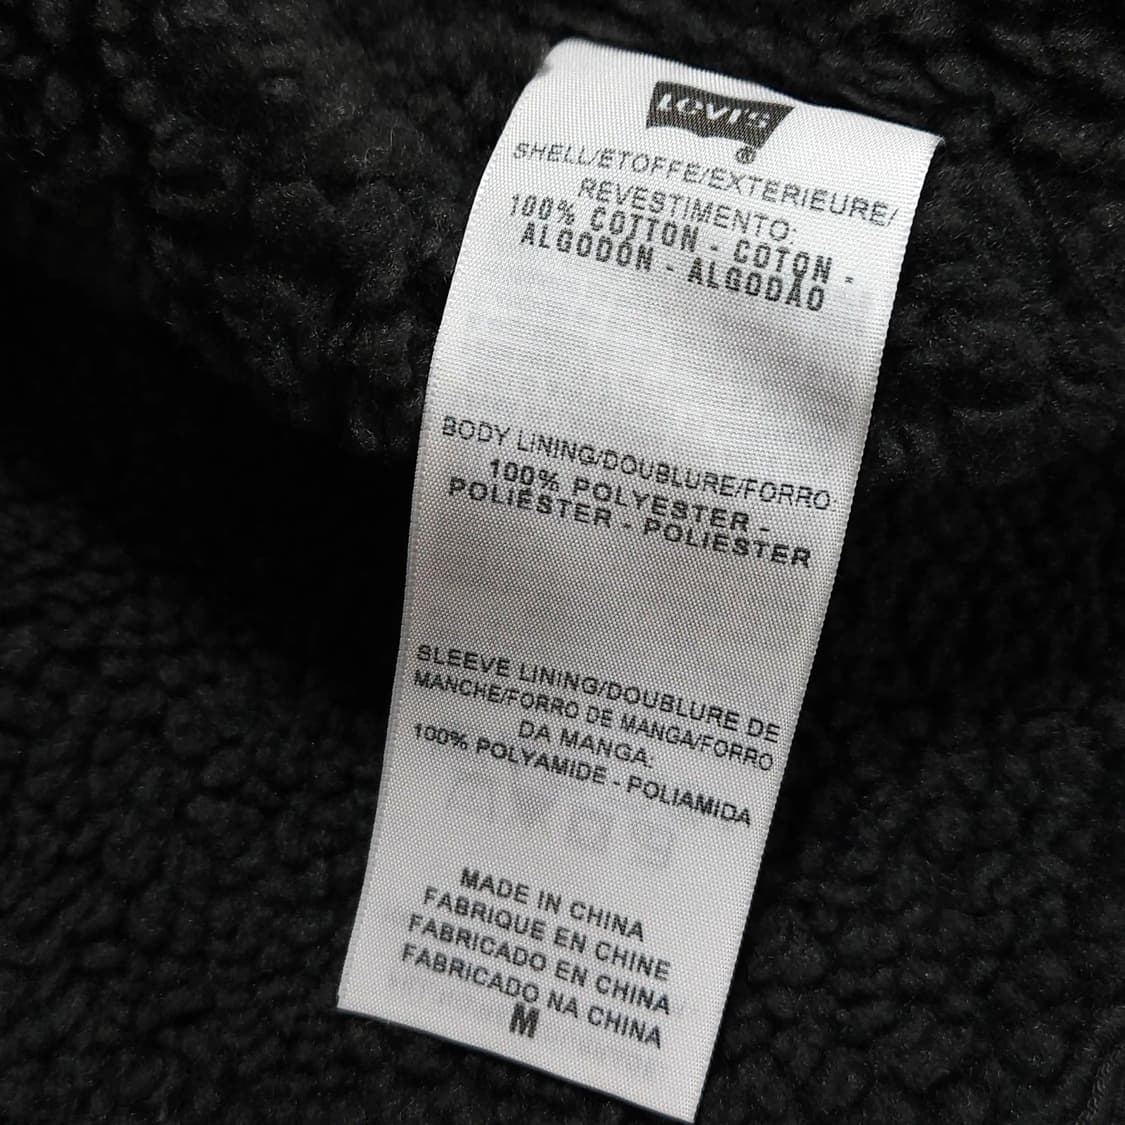 LEVI'S
®
SHELL/ETOFFE/EXTERIEURE/
REVESTIMENTO:
100% COTTON - COTON -
ALGODÓN - ALGODÃO
BODY LINING/DOUBLURE/FORRO
100% POLYESTER -
POLIÉSTER - POLIÉSTER
SLEEVE LINING/DOUBLURE DE
MANCHE/FORRO DE MANGA/FORRO
DA MANGA:
100% POLYAMIDE - POLIAMIDA
MADE IN CHINA
FABRIQUE EN CHINE
FABRICADO EN CHINA
FABRICADO NA CHINA
M